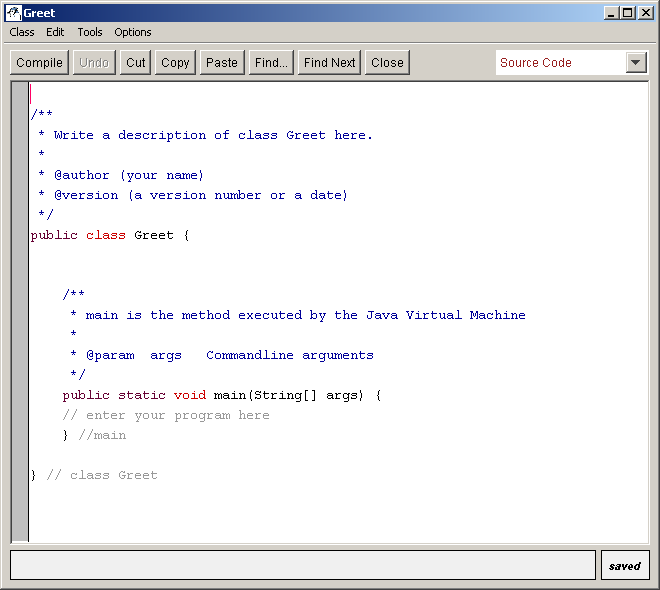 Greet
Class Edit Tools Options
Compile Undo Cut Copy Paste Find... Find Next Close Source Code
/**
 * Write a description of class Greet here.
 *
 * @author (your name)
 * @version (a version number or a date)
 */
public class Greet {
    /**
     * main is the method executed by the Java Virtual Machine
     *
     * @param  args   Commandline arguments
     */
    public static void main(String[] args) {
    // enter your program here
    } //main
} // class Greet
saved